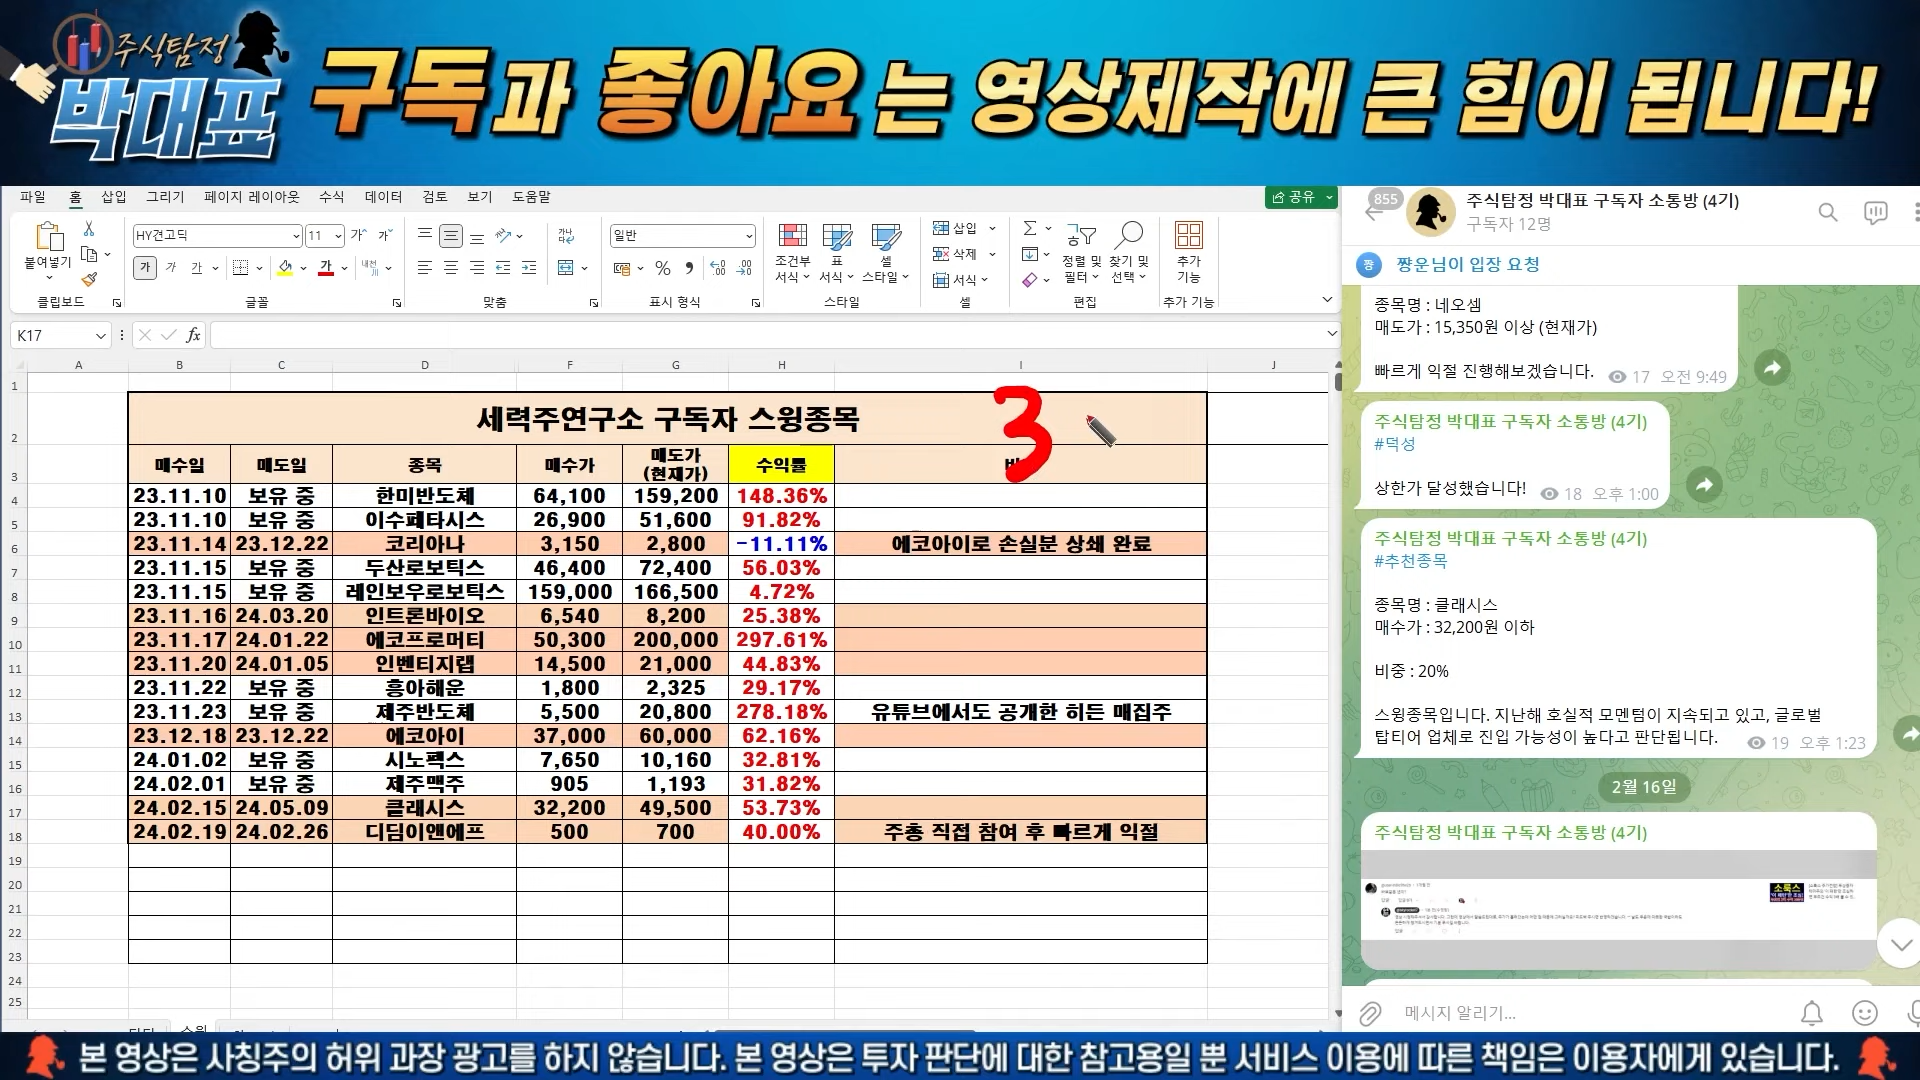 주식탐정
박대표
구독과 좋아요는 영상제작에 큰 힘이 됩니다!
파일 홈 삽입 그리기 페이지 레이아웃 수식 데이터 검토 보기 도움말 공유
붙여넣기 HY견고딕 11 가 가 일반 조건부 서식 표 서식 셀 스타일 삽입 삭제 서식 정렬 및 필터 찾기 및 선택 추가 기능
클립보드 글꼴 맞춤 표시 형식 스타일 셀 편집 추가 기능
K17 fx
A B C D F G H I J
1
2 세력주연구소 구독자 스윙종목 3
3 매수일 매도일 종목 매수가 매도가 (현재가) 수익률
4 23.11.10 보유 중 한미반도체 64,100 159,200 148.36%
5 23.11.10 보유 중 이수페타시스 26,900 51,600 91.82%
6 23.11.14 23.12.22 코리아나 3,150 2,800 -11.11% 에코아이로 손실분 상쇄 완료
7 23.11.15 보유 중 두산로보틱스 46,400 72,400 56.03%
8 23.11.15 보유 중 레인보우로보틱스 159,000 166,500 4.72%
9 23.11.16 24.03.20 인트론바이오 6,540 8,200 25.38%
10 23.11.17 24.01.22 에코프로머티 50,300 200,000 297.61%
11 23.11.20 24.01.05 인벤티지랩 14,500 21,000 44.83%
12 23.11.22 보유 중 흥아해운 1,800 2,325 29.17%
13 23.11.23 보유 중 제주반도체 5,500 20,800 278.18% 유튜브에서도 공개한 히든 매집주
14 23.12.18 23.12.22 에코아이 37,000 60,000 62.16%
15 24.01.02 보유 중 시노펙스 7,650 10,160 32.81%
16 24.02.01 보유 중 제주맥주 905 1,193 31.82%
17 24.02.15 24.05.09 클래시스 32,200 49,500 53.73%
18 24.02.19 24.02.26 디딤이앤에프 500 700 40.00% 주총 직접 참여 후 빠르게 익절
19
20
21
22
23
24
25
855
주식탐정 박대표 구독자 소통방 (4기)
구독자 12명
짱 짱운님이 입장 요청
종목명 : 네오셈
매도가 : 15,350원 이상 (현재가)
빠르게 익절 진행해보겠습니다. 17 오전 9:49
주식탐정 박대표 구독자 소통방 (4기)
#덕성
상한가 달성했습니다! 18 오후 1:00
주식탐정 박대표 구독자 소통방 (4기)
#추천종목
종목명 : 클래시스
매수가 : 32,200원 이하
비중 : 20%
스윙종목입니다. 지난해 호실적 모멘텀이 지속되고 있고, 글로벌
탑티어 업체로 진입 가능성이 높다고 판단됩니다. 19 오후 1:23
2월 16일
주식탐정 박대표 구독자 소통방 (4기)
소룩스
메시지 알리기...
본 영상은 사칭주의 허위 과장 광고를 하지 않습니다. 본 영상은 투자 판단에 대한 참고용일 뿐 서비스 이용에 따른 책임은 이용자에게 있습니다.